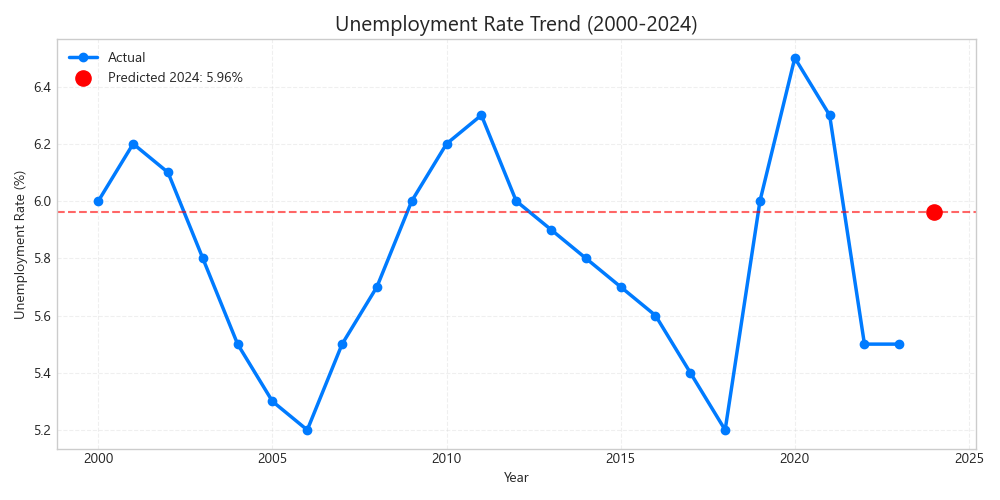 Unemployment Rate Trend (2000-2024)
Actual
Predicted 2024: 5.96%
Unemployment Rate (%)
6.4
6.2
6.0
5.8
5.6
5.4
5.2
2000 2005 2010 2015 2020 2025
Year